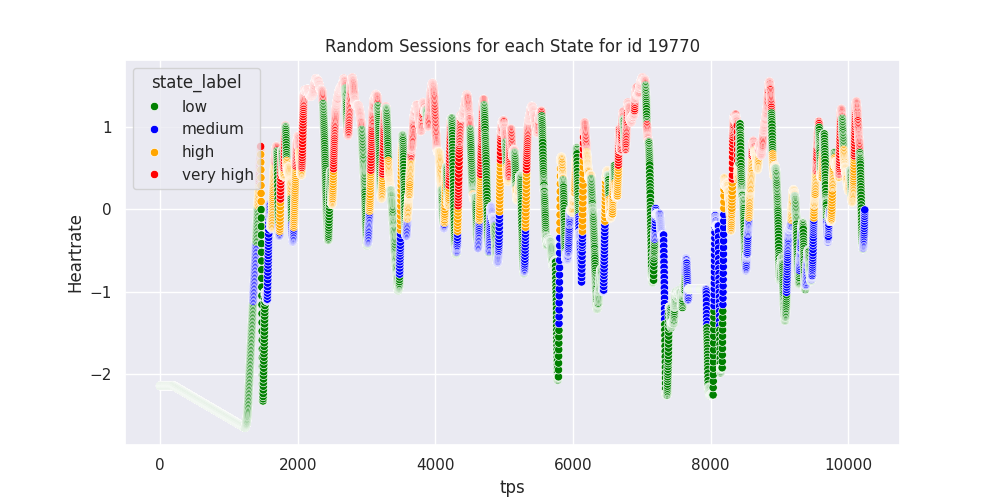 Random Sessions for each State for id 19770
state_label
low
medium
high
very high
Heartrate
1
0
−1
−2
0 2000 4000 6000 8000 10000
tps